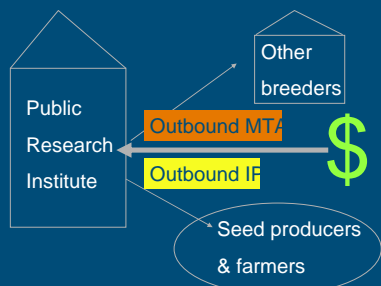 Public
Research
Institute
Other
breeders
Outbound MTA
Outbound IP
$
Seed producers
& farmers